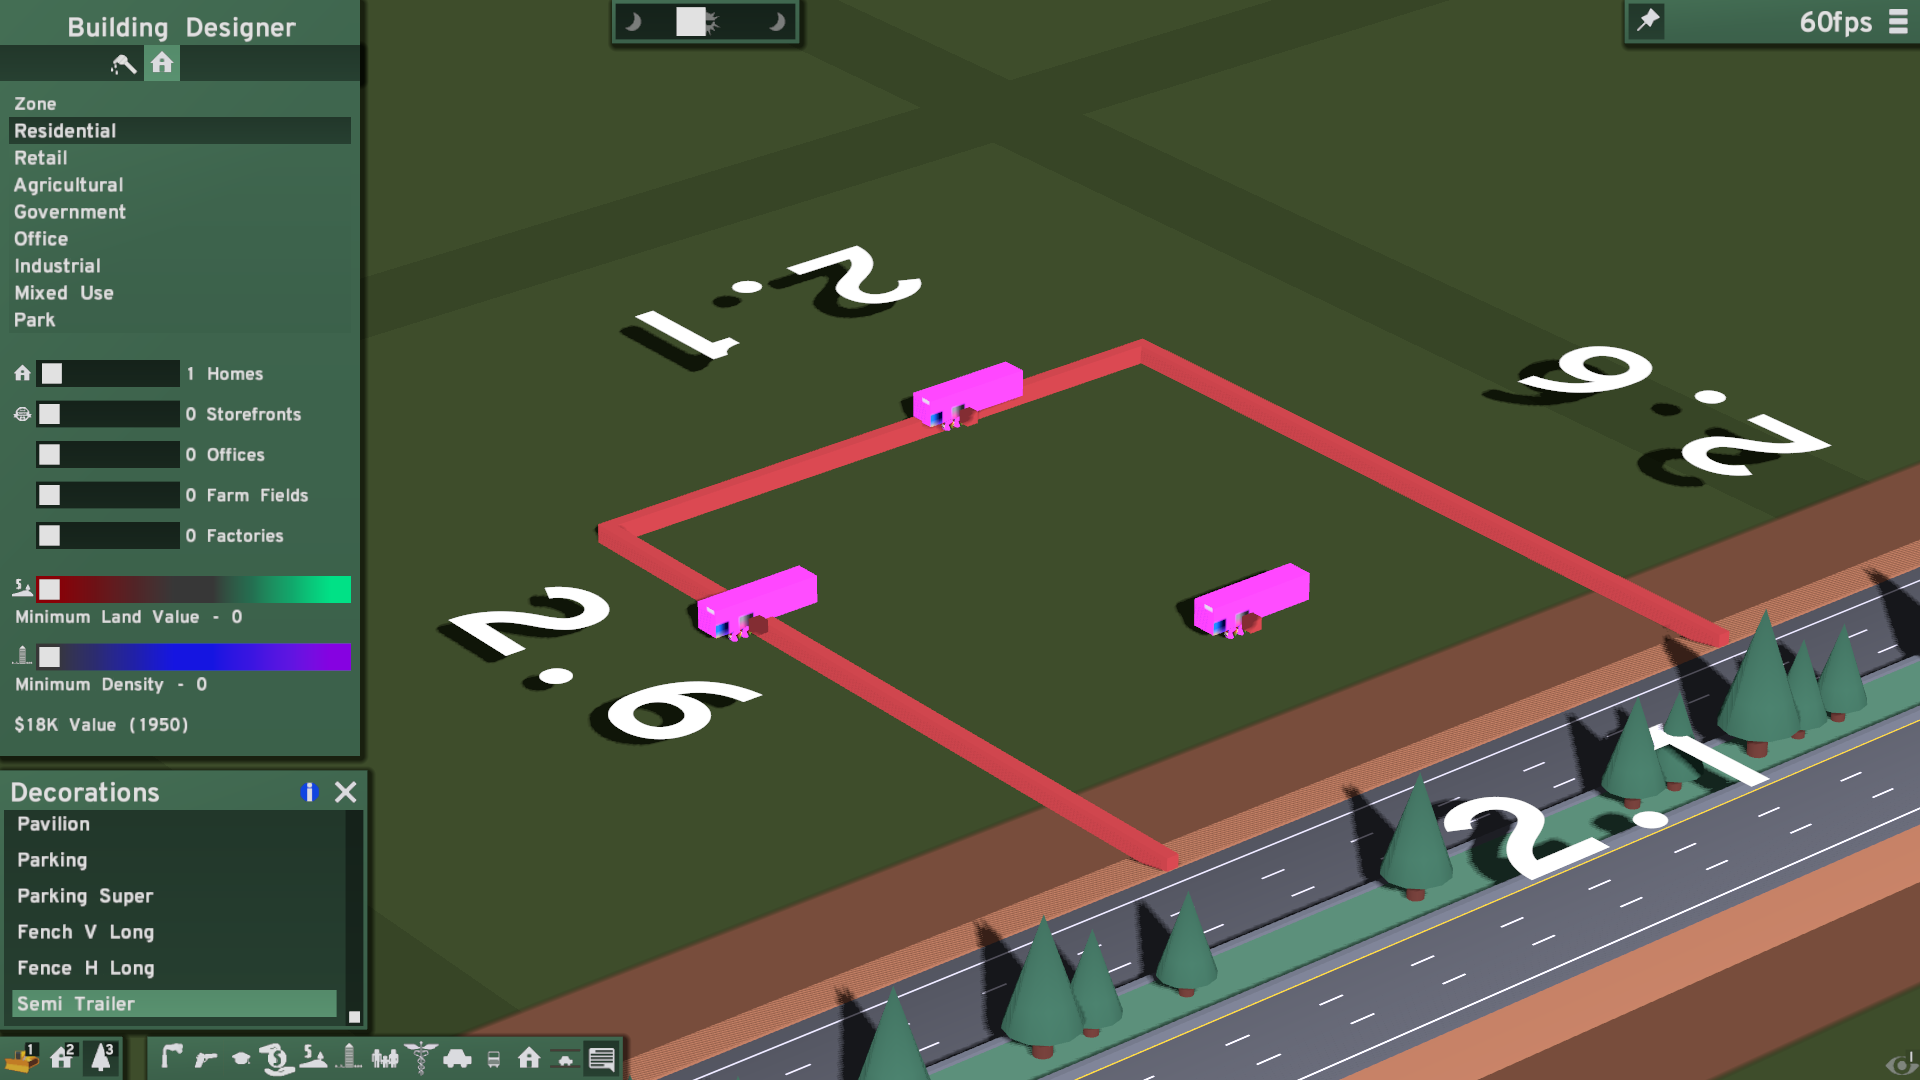 Building Designer
60fps
Zone
Residential
Retail
Agricultural
Government
Office
Industrial
Mixed Use
Park
1 Homes
0 Storefronts
0 Offices
0 Farm Fields
0 Factories
Minimum Land Value - 0
Minimum Density - 0
$18K Value (1950)
2.1
2.6
2.6
2.1
Decorations
Pavilion
Parking
Parking Super
Fench V Long
Fence H Long
Semi Trailer
1 2 3